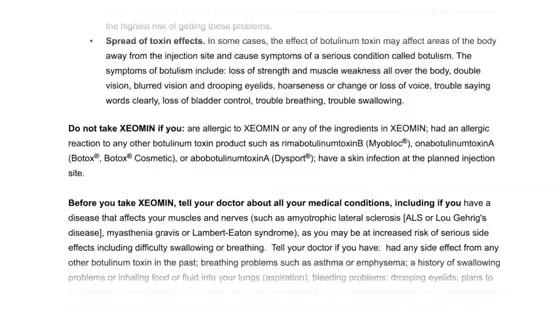 the highest risk of getting these problems.
• Spread of toxin effects. In some cases, the effect of botulinum toxin may affect areas of the body
away from the injection site and cause symptoms of a serious condition called botulism. The
symptoms of botulism include: loss of strength and muscle weakness all over the body, double
vision, blurred vision and drooping eyelids, hoarseness or change or loss of voice, trouble saying
words clearly, loss of bladder control, trouble breathing, trouble swallowing.
Do not take XEOMIN if you: are allergic to XEOMIN or any of the ingredients in XEOMIN; had an allergic
reaction to any other botulinum toxin product such as rimabotulinumtoxinB (Myobloc®), onabotulinumtoxinA
(Botox®, Botox® Cosmetic), or abobotulinumtoxinA (Dysport®); have a skin infection at the planned injection
site.
Before you take XEOMIN, tell your doctor about all your medical conditions, including if you have a
disease that affects your muscles and nerves (such as amyotrophic lateral sclerosis [ALS or Lou Gehrig's
disease], myasthenia gravis or Lambert-Eaton syndrome), as you may be at increased risk of serious side
effects including difficulty swallowing or breathing. Tell your doctor if you have: had any side effect from any
other botulinum toxin in the past; breathing problems such as asthma or emphysema; a history of swallowing
problems or inhaling food or fluid into your lungs (aspiration); bleeding problems; drooping eyelids; plans to